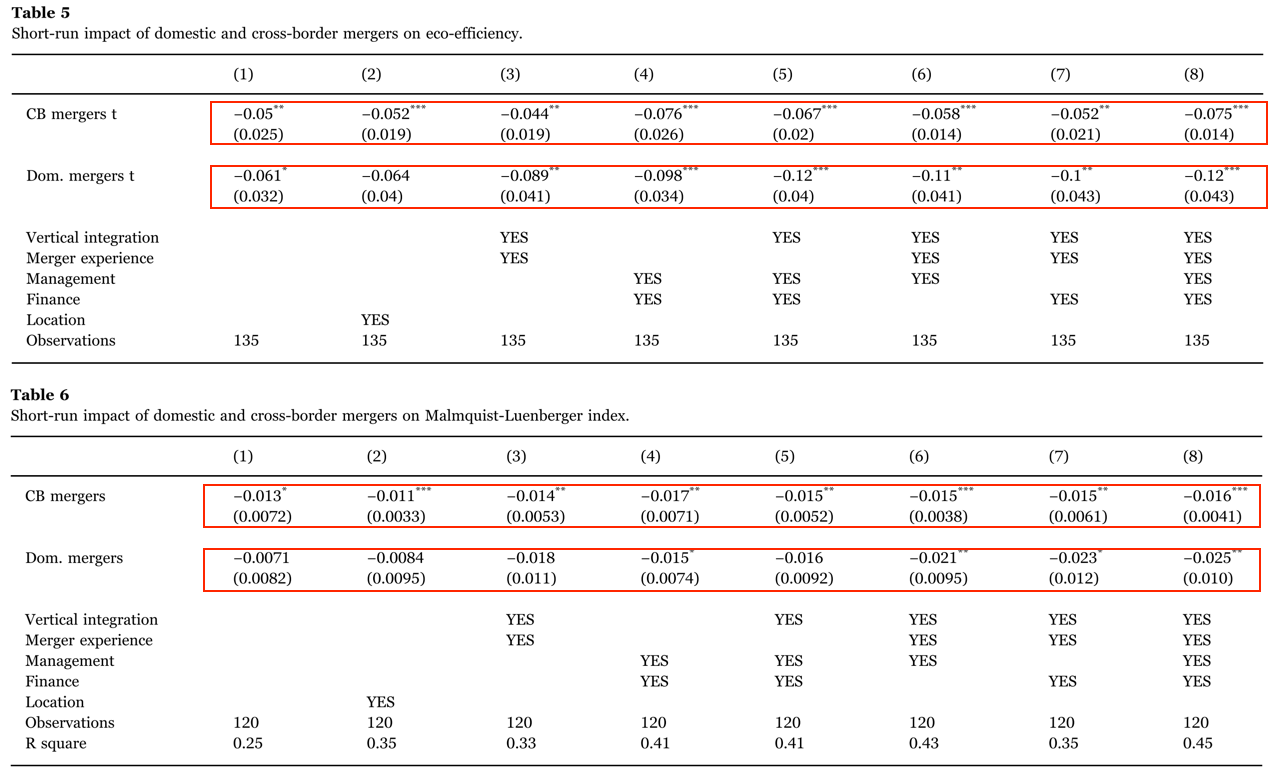 Table 5
Short-run impact of domestic and cross-border mergers on eco-efficiency.
(1) (2) (3) (4) (5) (6) (7) (8)
CB mergers t −0.05** −0.052*** −0.044** −0.076*** −0.067*** −0.058*** −0.052** −0.075***
(0.025) (0.019) (0.019) (0.026) (0.02) (0.014) (0.021) (0.014)
Dom. mergers t −0.061* −0.064 −0.089** −0.098*** −0.12*** −0.11** −0.1** −0.12***
(0.032) (0.04) (0.041) (0.034) (0.04) (0.041) (0.043) (0.043)
Vertical integration YES YES YES YES YES
Merger experience YES YES YES YES
Management YES YES YES YES
Finance YES YES YES YES
Location YES
Observations 135 135 135 135 135 135 135 135
Table 6
Short-run impact of domestic and cross-border mergers on Malmquist-Luenberger index.
(1) (2) (3) (4) (5) (6) (7) (8)
CB mergers −0.013* −0.011*** −0.014** −0.017** −0.015** −0.015*** −0.015** −0.016***
(0.0072) (0.0033) (0.0053) (0.0071) (0.0052) (0.0038) (0.0061) (0.0041)
Dom. mergers −0.0071 −0.0084 −0.018 −0.015* −0.016 −0.021** −0.023* −0.025**
(0.0082) (0.0095) (0.011) (0.0074) (0.0092) (0.0095) (0.012) (0.010)
Vertical integration YES YES YES YES YES
Merger experience YES YES YES YES
Management YES YES YES YES
Finance YES YES YES YES
Location YES
Observations 120 120 120 120 120 120 120 120
R square 0.25 0.35 0.33 0.41 0.41 0.43 0.35 0.45